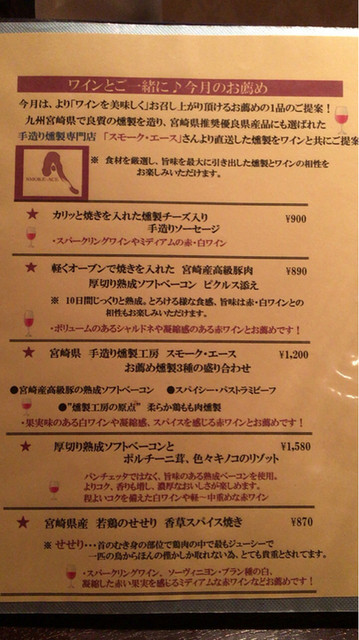 ワインとご一緒に♪今月のお薦め
今月は、より「ワインを美味しく」お召し上がり頂けるお薦めの1品のご提案！
九州宮崎県で良質の燻製を造り、宮崎県推奨優良県産品にも選ばれた
手造り燻製専門店 「スモーク・エース」さんより直送した燻製をワインと共にご提案
※ 食材を厳選し、旨味を最大に引き出した燻製とワインの相性を
お楽しみいただけます。
★ カリッと焼きを入れた燻製チーズ入り ¥900
手造りソーセージ
・スパークリングワインやミディアムの赤・白ワイン
★ 軽くオーブンで焼きを入れた 宮崎産高級豚肉 ¥890
厚切り熟成ソフトベーコン ピクルス添え
※ 10日間じっくりと熟成。とろける様な食感、旨味は赤・白ワインとの
相性もお楽しみいただけます。
・ボリュームのあるシャルドネや凝縮感のある赤ワインとお薦めです！
★ 宮崎県 手造り燻製工房 スモーク・エース ¥1,200
お薦め燻製3種の盛り合わせ
●宮崎産高級豚の熟成ソフトベーコン ●スパイシー・パストラミビーフ
●"燻製工房の原点" 柔らか鶏もも肉燻製
・果実味のある白ワインや凝縮感、スパイスを感じる赤ワインとお薦めです！
★ 厚切り熟成ソフトベーコンと ¥1,580
ポルチーニ茸、色々キノコのリゾット
パンチェッタではなく、旨味のある熟成ベーコンを使用。
よりコク、香りも増し、濃厚なおいしさが楽しめます。
程よいコクを備えた白ワインや軽～中重めな赤ワイン
★ 宮崎県産 若鶏のせせり 香草スパイス焼き ¥870
※ せせり・・・首のむき身の部位で鶏肉の中で最もジューシーで
一匹の鳥からほんの僅かしか取れない為、とても貴重とされてます。
・スパークリングワイン、ソーヴィニヨン・ブラン種の白、
凝縮した赤い果実を感じるミディアムな赤ワインなどお薦めです！